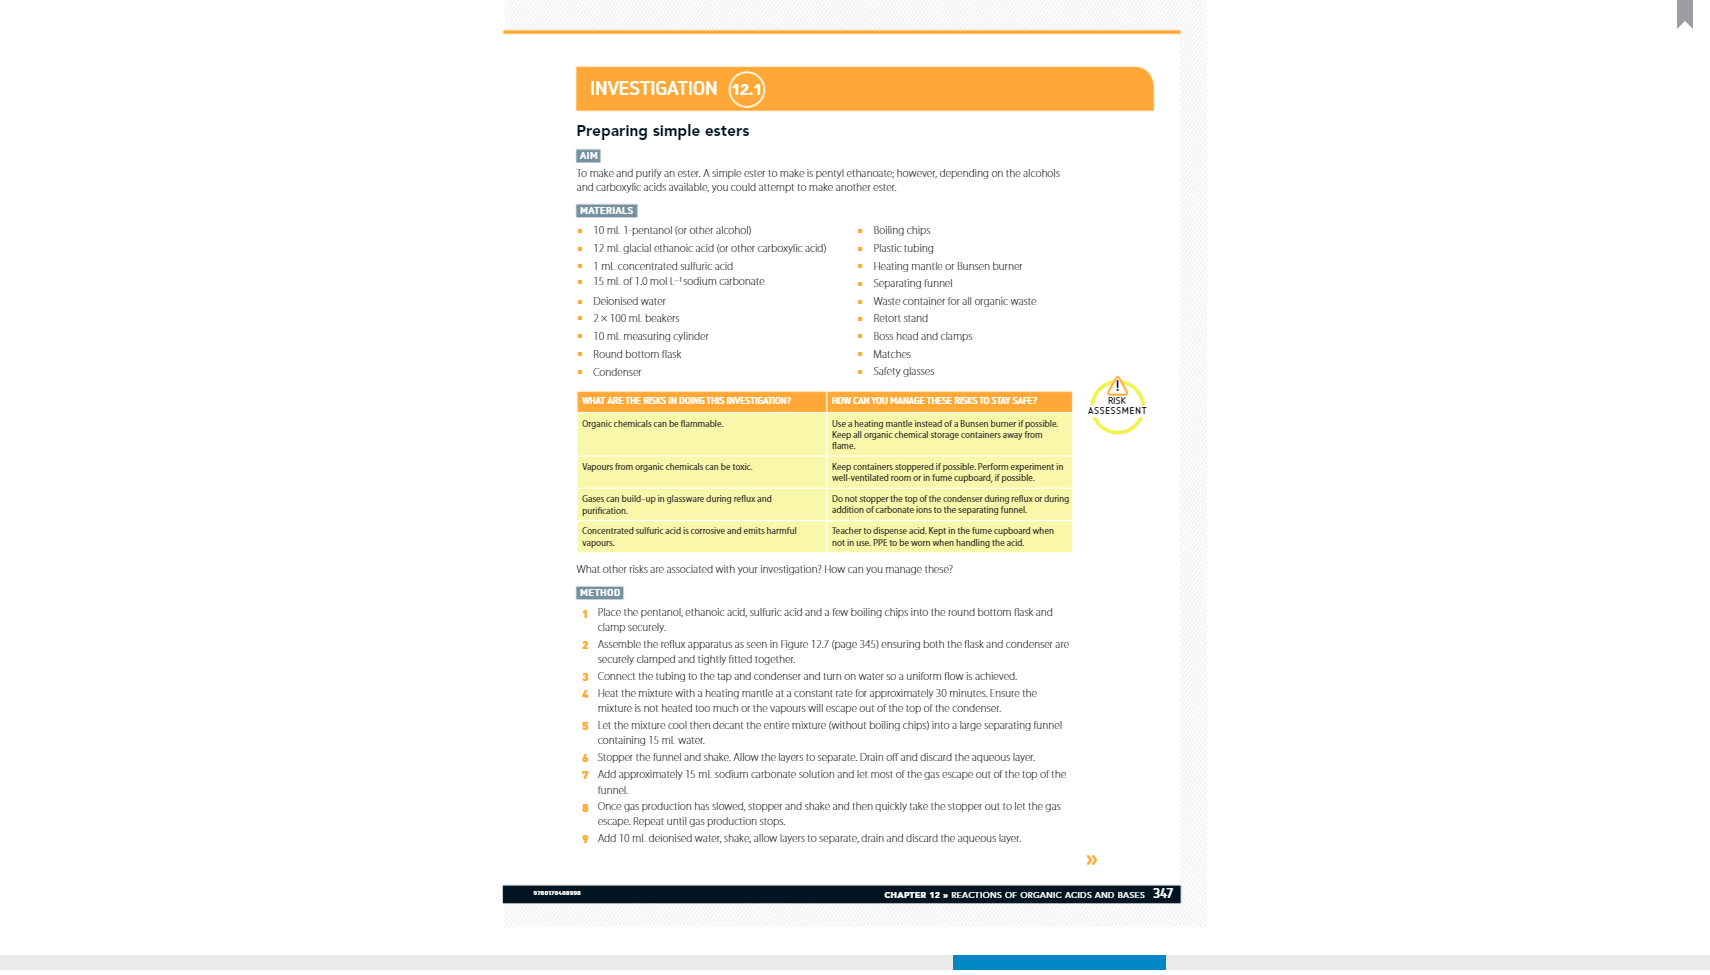 INVESTIGATION 12.1
Preparing simple esters
AIM
To make and purify an ester. A simple ester to make is pentyl ethanoate; however, depending on the alcohols
and carboxylic acids available, you could attempt to make another ester.
MATERIALS
10 mL 1-pentanol (or other alcohol)
12 mL glacial ethanoic acid (or other carboxylic acid)
1 mL concentrated sulfuric acid
15 mL of 1.0 mol L⁻¹ sodium carbonate
Deionised water
2 × 100 mL beakers
10 mL measuring cylinder
Round bottom flask
Condenser
Boiling chips
Plastic tubing
Heating mantle or Bunsen burner
Separating funnel
Waste container for all organic waste
Retort stand
Boss head and clamps
Matches
Safety glasses
WHAT ARE THE RISKS IN DOING THIS INVESTIGATION?
HOW CAN YOU MANAGE THESE RISKS TO STAY SAFE?
Organic chemicals can be flammable.
Use a heating mantle instead of a Bunsen burner if possible.
Keep all organic chemical storage containers away from
flame.
Vapours from organic chemicals can be toxic.
Keep containers stoppered if possible. Perform experiment in
well-ventilated room or in fume cupboard, if possible.
Gases can build-up in glassware during reflux and
purification.
Do not stopper the top of the condenser during reflux or during
addition of carbonate ions to the separating funnel.
Concentrated sulfuric acid is corrosive and emits harmful
vapours.
Teacher to dispense acid. Kept in the fume cupboard when
not in use. PPE to be worn when handling the acid.
!
RISK
ASSESSMENT
What other risks are associated with your investigation? How can you manage these?
METHOD
1 Place the pentanol, ethanoic acid, sulfuric acid and a few boiling chips into the round bottom flask and
clamp securely.
2 Assemble the reflux apparatus as seen in Figure 12.7 (page 345) ensuring both the flask and condenser are
securely clamped and tightly fitted together.
3 Connect the tubing to the tap and condenser and turn on water so a uniform flow is achieved.
4 Heat the mixture with a heating mantle at a constant rate for approximately 30 minutes. Ensure the
mixture is not heated too much or the vapours will escape out of the top of the condenser.
5 Let the mixture cool then decant the entire mixture (without boiling chips) into a large separating funnel
containing 15 mL water.
6 Stopper the funnel and shake. Allow the layers to separate. Drain off and discard the aqueous layer.
7 Add approximately 15 mL sodium carbonate solution and let most of the gas escape out of the top of the
funnel.
8 Once gas production has slowed, stopper and shake and then quickly take the stopper out to let the gas
escape. Repeat until gas production stops.
9 Add 10 mL deionised water, shake, allow layers to separate, drain and discard the aqueous layer.
»
9780170408998
CHAPTER 12 » REACTIONS OF ORGANIC ACIDS AND BASES 347